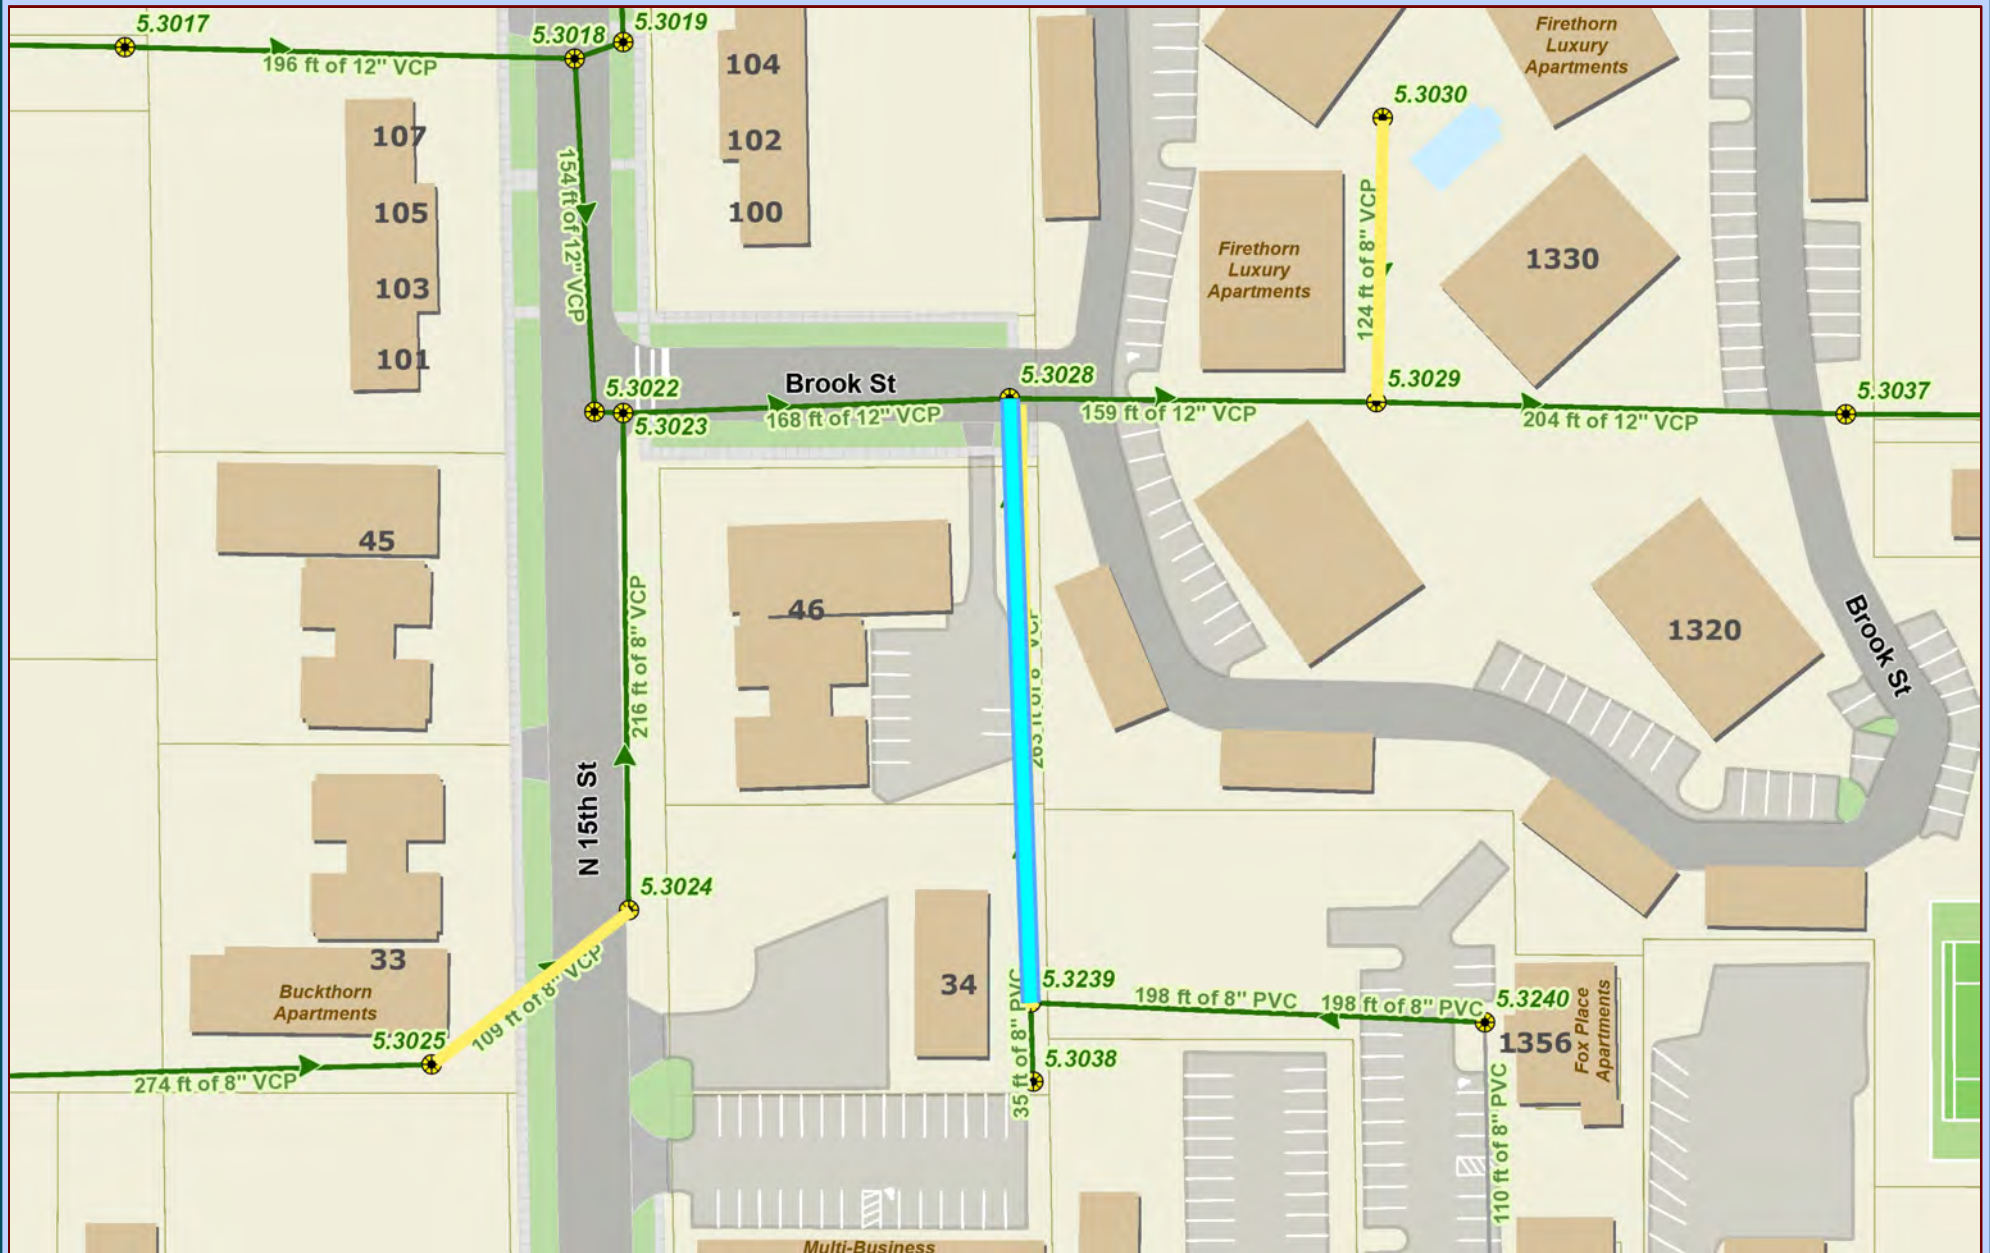 5.3017
5.3018
5.3019
196 ft of 12" VCP
104
102
100
107
105
103
101
154 ft of 12" VCP
Firethorn
Luxury
Apartments
5.3030
124 ft of 8" VCP
Firethorn
Luxury
Apartments
1330
5.3022
5.3023
Brook St
168 ft of 12" VCP
5.3028
159 ft of 12" VCP
5.3029
204 ft of 12" VCP
5.3037
45
46
216 ft of 8" VCP
263 ft of 8" VCP
1320
Brook St
N 15th St
5.3024
33
Buckthorn
Apartments
109 ft of 8" VCP
5.3025
274 ft of 8" VCP
34
5.3239
198 ft of 8" PVC
198 ft of 8" PVC
5.3240
1356
Fox Place
Apartments
35 ft of 8" PVC
5.3038
110 ft of 8" PVC
Multi-Business